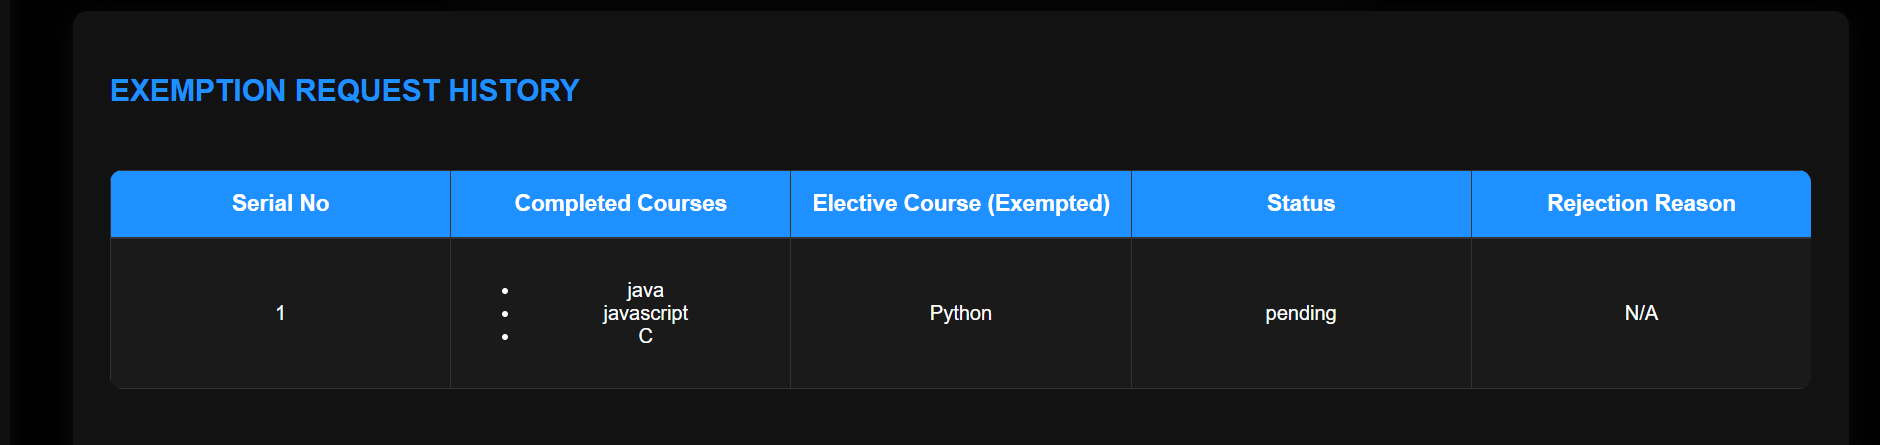 EXEMPTION REQUEST HISTORY
Serial No Completed Courses Elective Course (Exempted) Status Rejection Reason
1 • java
• javascript Python pending N/A
• C